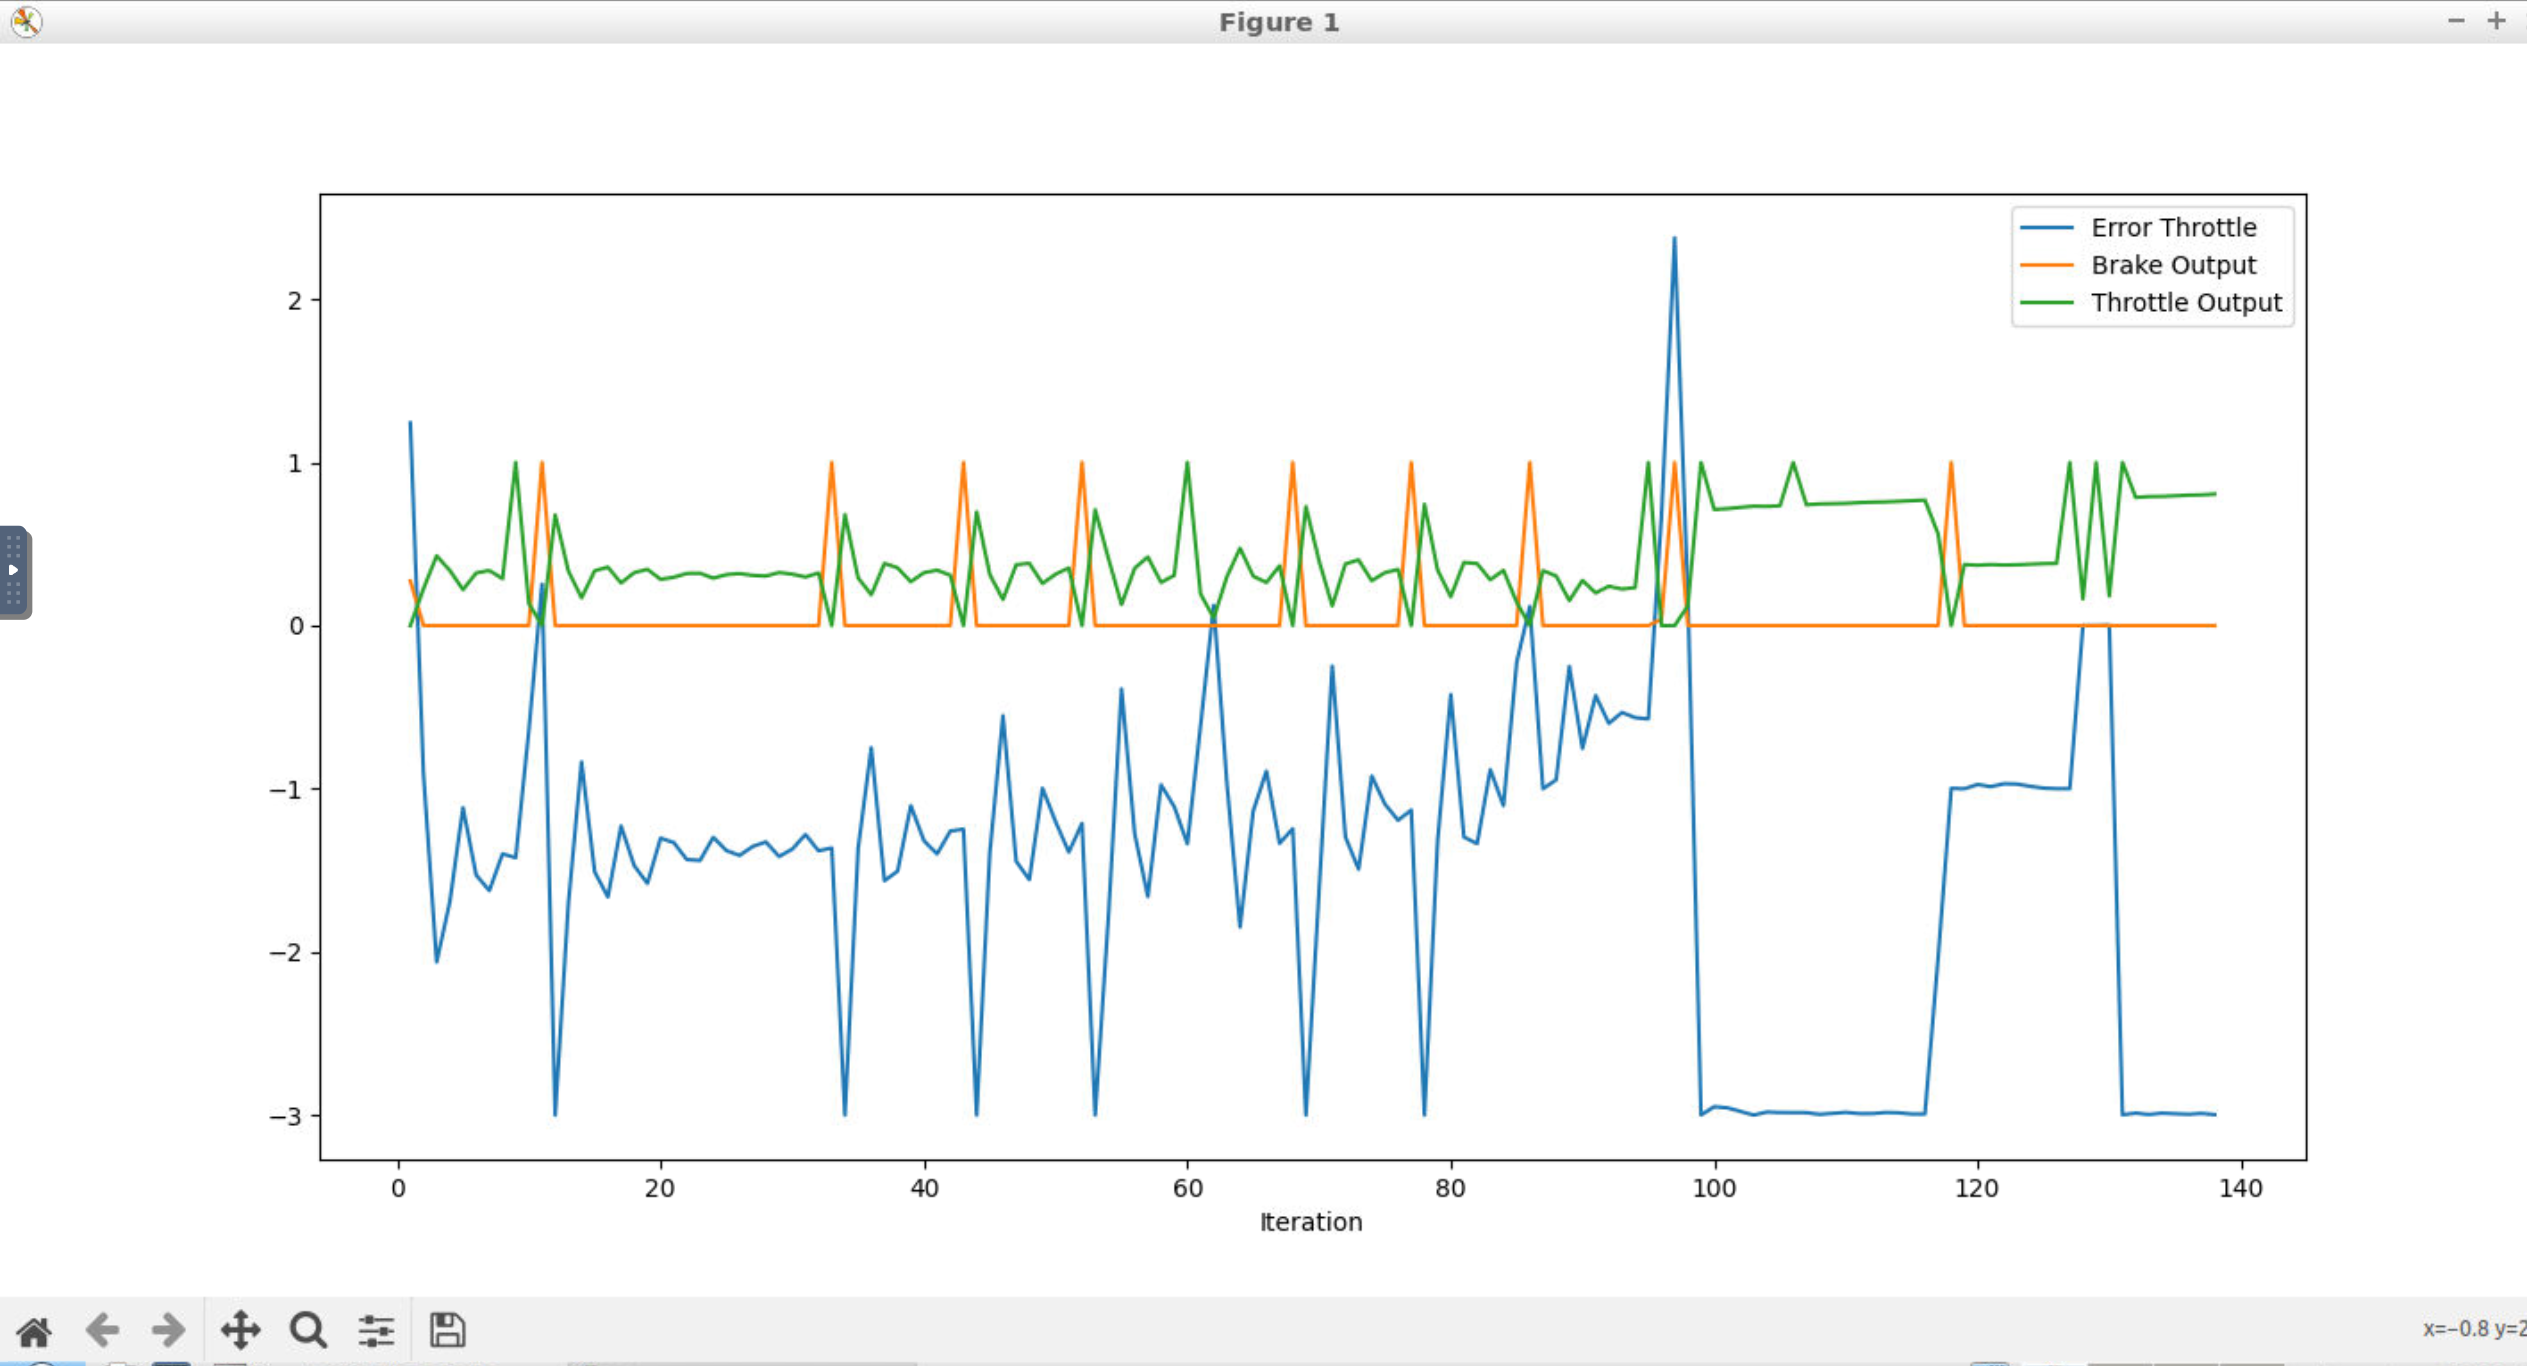 Figure 1
Error Throttle
Brake Output
Throttle Output
2
1
0
−1
−2
−3
0 20 40 60 80 100 120 140
Iteration
x=−0.8 y=2